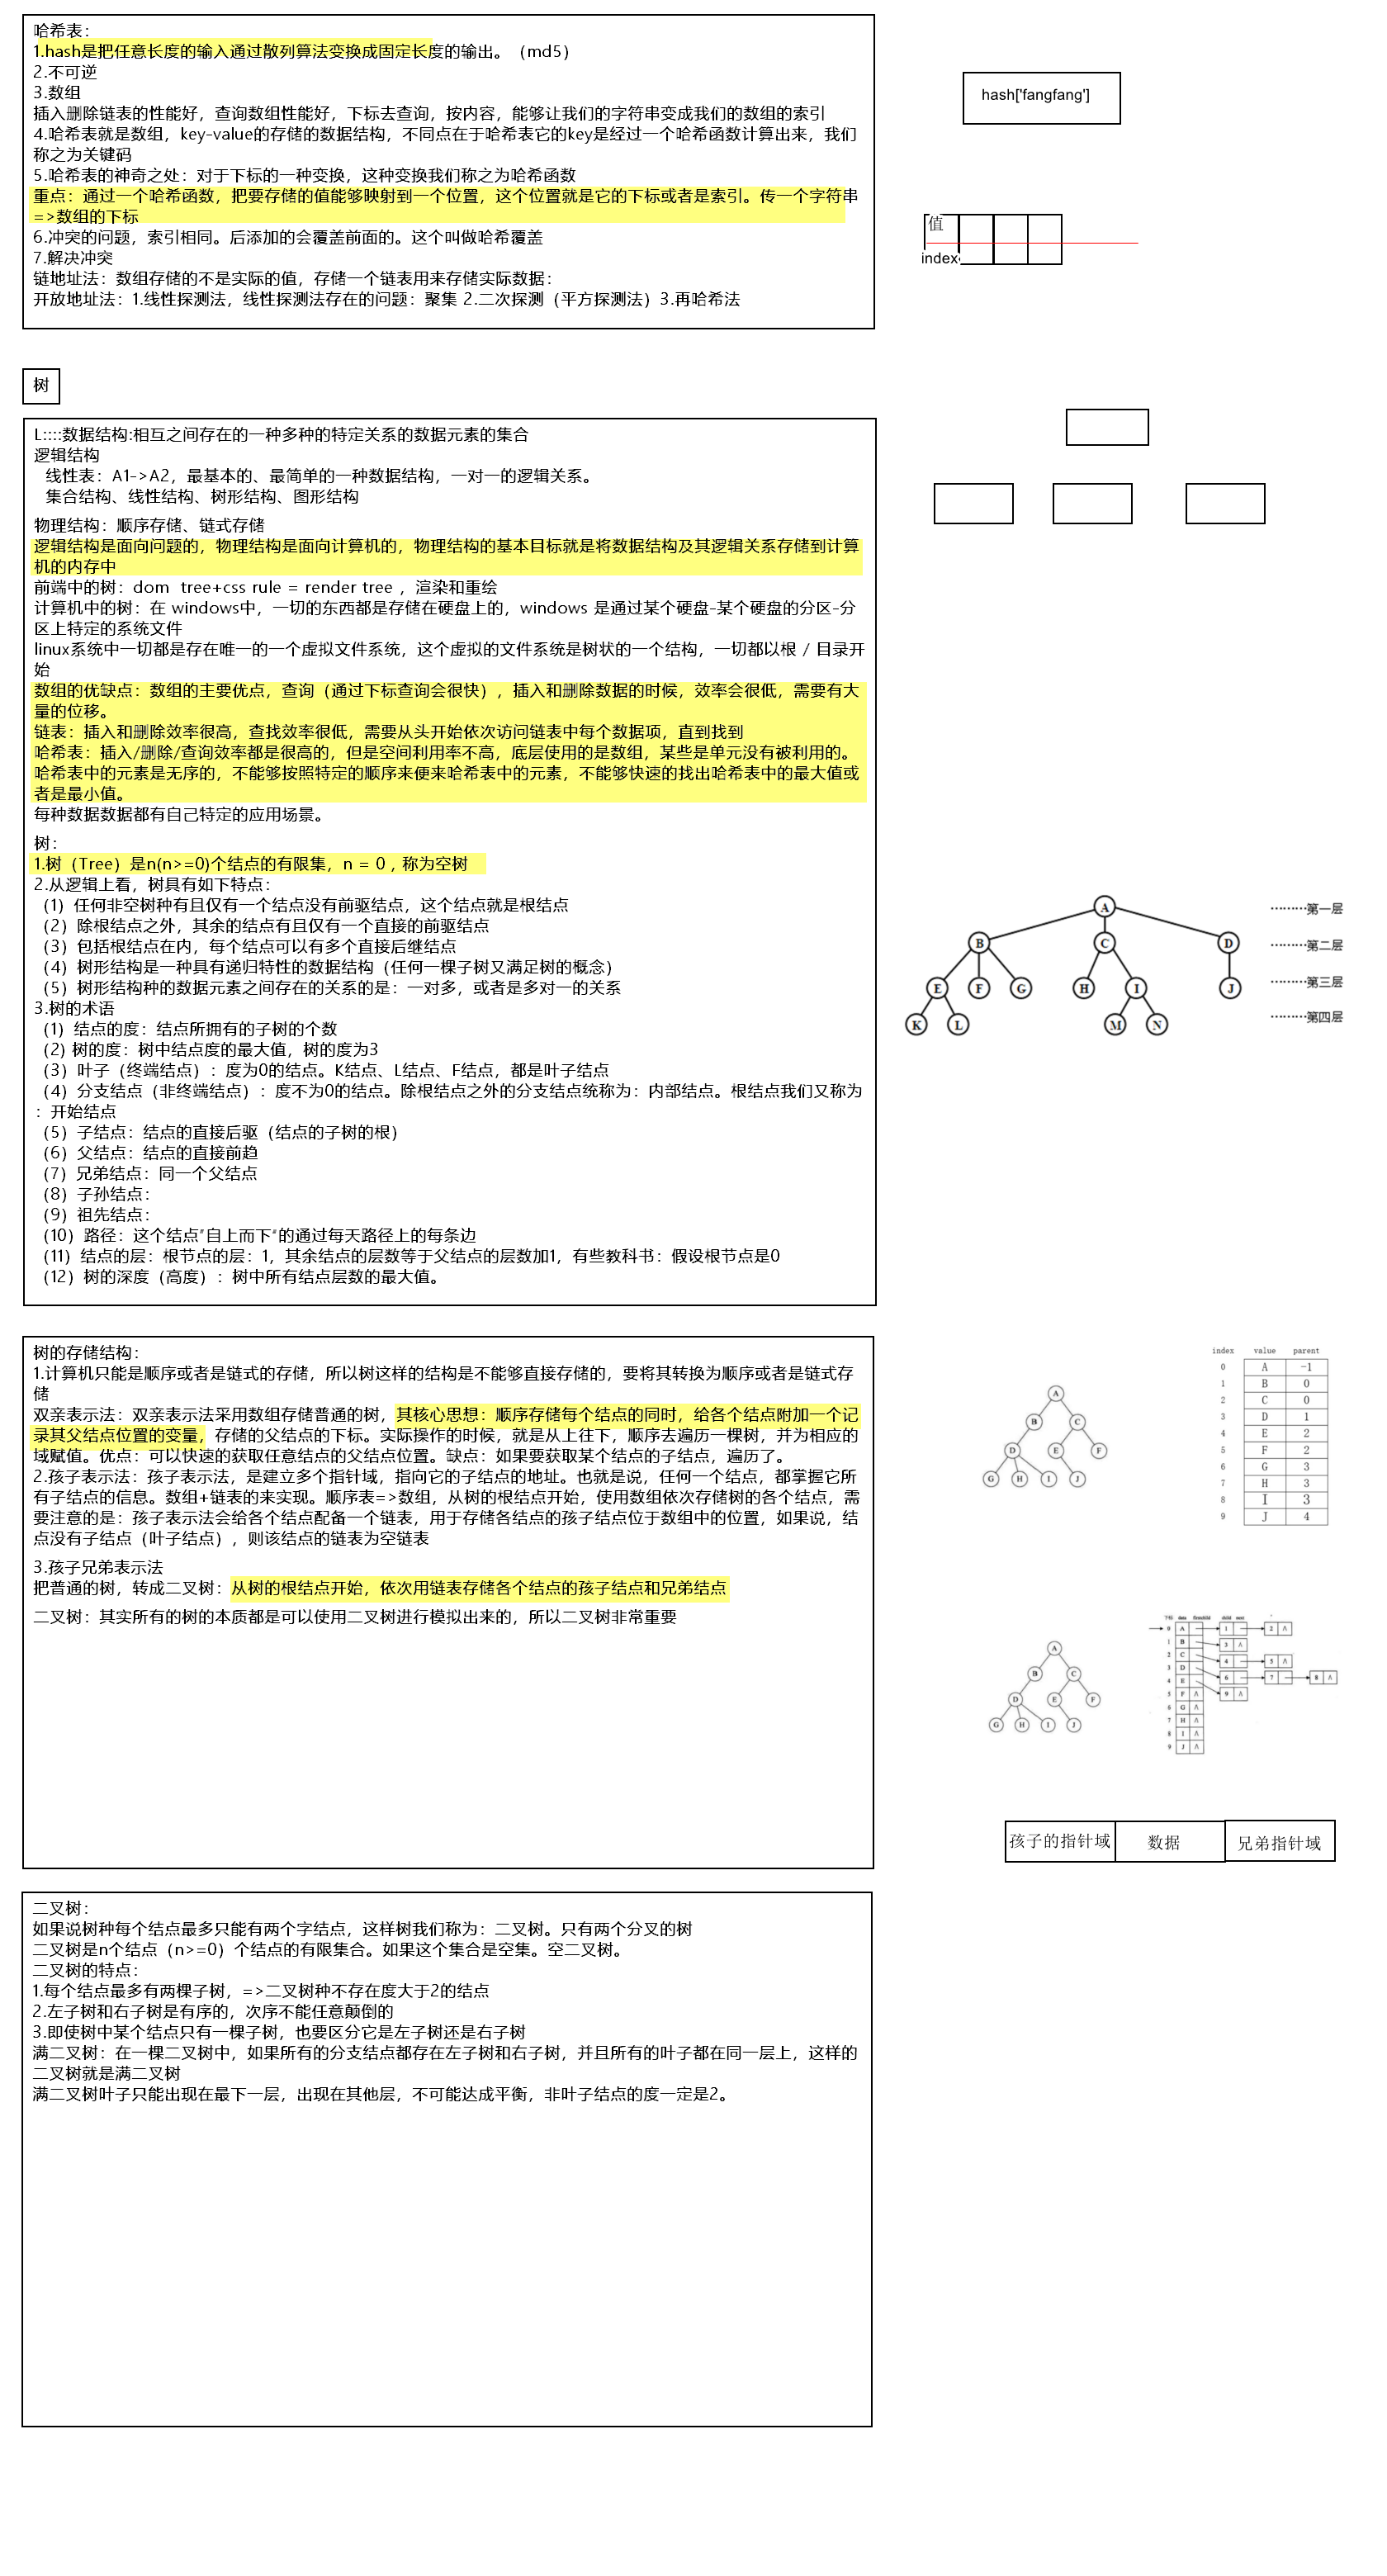 哈希表：
1.hash是把任意长度的输入通过散列算法变换成固定长度的输出。（md5）
2.不可逆
3.数组
插入删除链表的性能好，查询数组性能好，下标去查询，按内容，能够让我们的字符串变成我们的数组的索引
4.哈希表就是数组，key-value的存储的数据结构，不同点在于哈希表它的key是经过一个哈希函数计算出来，我们
称之为关键码
5.哈希表的神奇之处：对于下标的一种变换，这种变换我们称之为哈希函数
重点：通过一个哈希函数，把要存储的值能够映射到一个位置，这个位置就是它的下标或者是索引。传一个字符串
=>数组的下标
6.冲突的问题，索引相同。后添加的会覆盖前面的。这个叫做哈希覆盖
7.解决冲突
链地址法：数组存储的不是实际的值，存储一个链表用来存储实际数据：
开放地址法：1.线性探测法，线性探测法存在的问题：聚集 2.二次探测（平方探测法）3.再哈希法
hash['fangfang']
值
index
树
L::::数据结构:相互之间存在的一种多种的特定关系的数据元素的集合
逻辑结构
线性表：A1->A2，最基本的、最简单的一种数据结构，一对一的逻辑关系。
集合结构、线性结构、树形结构、图形结构
物理结构：顺序存储、链式存储
逻辑结构是面向问题的，物理结构是面向计算机的，物理结构的基本目标就是将数据结构及其逻辑关系存储到计算
机的内存中
前端中的树：dom tree+css rule = render tree ，渲染和重绘
计算机中的树：在 windows中，一切的东西都是存储在硬盘上的，windows 是通过某个硬盘-某个硬盘的分区-分
区上特定的系统文件
linux系统中一切都是存在唯一的一个虚拟文件系统，这个虚拟的文件系统是树状的一个结构，一切都以根 / 目录开
始
数组的优缺点：数组的主要优点，查询（通过下标查询会很快），插入和删除数据的时候，效率会很低，需要有大
量的位移。
链表：插入和删除效率很高，查找效率很低，需要从头开始依次访问链表中每个数据项，直到找到
哈希表：插入/删除/查询效率都是很高的，但是空间利用率不高，底层使用的是数组，某些是单元没有被利用的。
哈希表中的元素是无序的，不能够按照特定的顺序来便来哈希表中的元素，不能够快速的找出哈希表中的最大值或
者是最小值。
每种数据数据都有自己特定的应用场景。
树：
1.树（Tree）是n(n>=0)个结点的有限集，n = 0，称为空树
2.从逻辑上看，树具有如下特点：
（1）任何非空树种有且仅有一个结点没有前驱结点，这个结点就是根结点
（2）除根结点之外，其余的结点有且仅有一个直接的前驱结点
（3）包括根结点在内，每个结点可以有多个直接后继结点
（4）树形结构是一种具有递归特性的数据结构（任何一棵子树又满足树的概念）
（5）树形结构种的数据元素之间存在的关系的是：一对多，或者是多对一的关系
3.树的术语
（1）结点的度：结点所拥有的子树的个数
（2) 树的度：树中结点度的最大值，树的度为3
（3）叶子（终端结点）：度为0的结点。K结点、L结点、F结点，都是叶子结点
（4）分支结点（非终端结点）：度不为0的结点。除根结点之外的分支结点统称为：内部结点。根结点我们又称为
：开始结点
（5）子结点：结点的直接后驱（结点的子树的根）
（6）父结点：结点的直接前趋
（7）兄弟结点：同一个父结点
（8）子孙结点：
（9）祖先结点：
（10）路径：这个结点“自上而下“的通过每天路径上的每条边
（11）结点的层：根节点的层：1，其余结点的层数等于父结点的层数加1，有些教科书：假设根节点是0
（12）树的深度（高度）：树中所有结点层数的最大值。
A
B C D
E F G H I J
K L M N
………第一层
………第二层
………第三层
………第四层
树的存储结构：
1.计算机只能是顺序或者是链式的存储，所以树这样的结构是不能够直接存储的，要将其转换为顺序或者是链式存
储
双亲表示法：双亲表示法采用数组存储普通的树，其核心思想：顺序存储每个结点的同时，给各个结点附加一个记
录其父结点位置的变量，存储的父结点的下标。实际操作的时候，就是从上往下，顺序去遍历一棵树，并为相应的
域赋值。优点：可以快速的获取任意结点的父结点位置。缺点：如果要获取某个结点的子结点，遍历了。
2.孩子表示法：孩子表示法，是建立多个指针域，指向它的子结点的地址。也就是说，任何一个结点，都掌握它所
有子结点的信息。数组+链表的来实现。顺序表=>数组，从树的根结点开始，使用数组依次存储树的各个结点，需
要注意的是：孩子表示法会给各个结点配备一个链表，用于存储各结点的孩子结点位于数组中的位置，如果说，结
点没有子结点（叶子结点），则该结点的链表为空链表
3.孩子兄弟表示法
把普通的树，转成二叉树：从树的根结点开始，依次用链表存储各个结点的孩子结点和兄弟结点
二叉树：其实所有的树的本质都是可以使用二叉树进行模拟出来的，所以二叉树非常重要
A
B C
D E F
G H I J
index value parent
0 A -1
1 B 0
2 C 0
3 D 1
4 E 2
5 F 2
6 G 3
7 H 3
8 I 3
9 J 4
A
B C
D E F
G H I J
下标 data firstchild child next
0 A 1 2 ∧
1 B 3 ∧
2 C 4 5 ∧
3 D 6 7 8 ∧
4 E 9 ∧
5 F ∧
6 G ∧
7 H ∧
8 I ∧
9 J ∧
孩子的指针域 数据 兄弟指针域
二叉树：
如果说树种每个结点最多只能有两个字结点，这样树我们称为：二叉树。只有两个分叉的树
二叉树是n个结点（n>=0）个结点的有限集合。如果这个集合是空集。空二叉树。
二叉树的特点：
1.每个结点最多有两棵子树，=>二叉树种不存在度大于2的结点
2.左子树和右子树是有序的，次序不能任意颠倒的
3.即使树中某个结点只有一棵子树，也要区分它是左子树还是右子树
满二叉树：在一棵二叉树中，如果所有的分支结点都存在左子树和右子树，并且所有的叶子都在同一层上，这样的
二叉树就是满二叉树
满二叉树叶子只能出现在最下一层，出现在其他层，不可能达成平衡，非叶子结点的度一定是2。